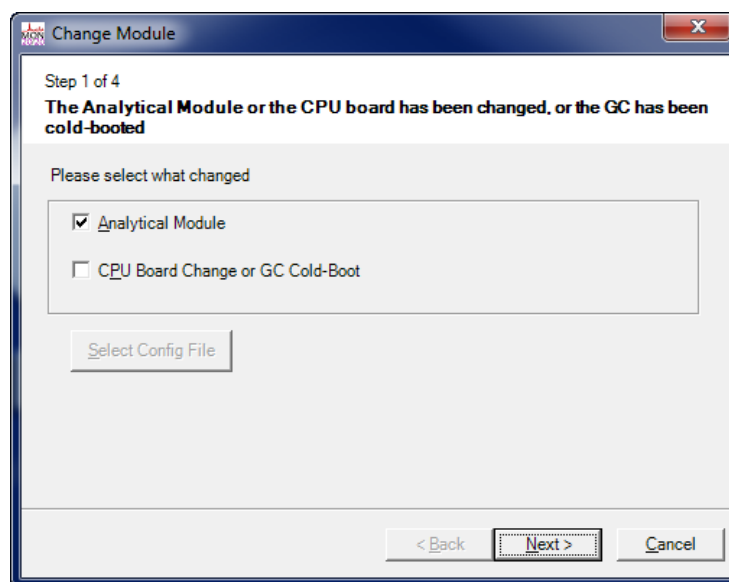 Change Module
Step 1 of 4
The Analytical Module or the CPU board has been changed, or the GC has been
cold-booted
Please select what changed
Analytical Module
CPU Board Change or GC Cold-Boot
Select Config File
< Back
Next >
Cancel